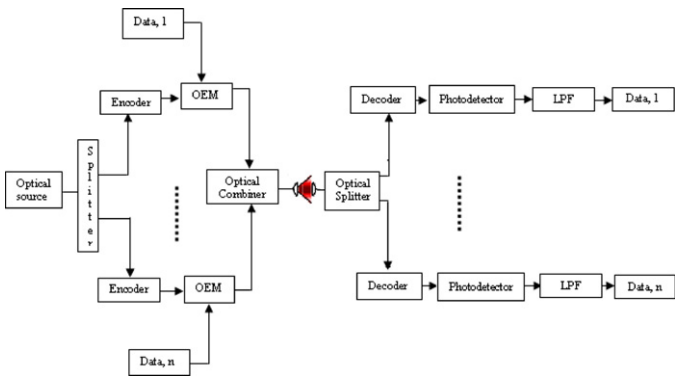 Data, 1
Encoder
OEM
Optical
source
Splitter
Optical
Combiner
Optical
Splitter
Decoder
Photodetector
LPF
Data, 1
Encoder
OEM
Data, n
Decoder
Photodetector
LPF
Data, n